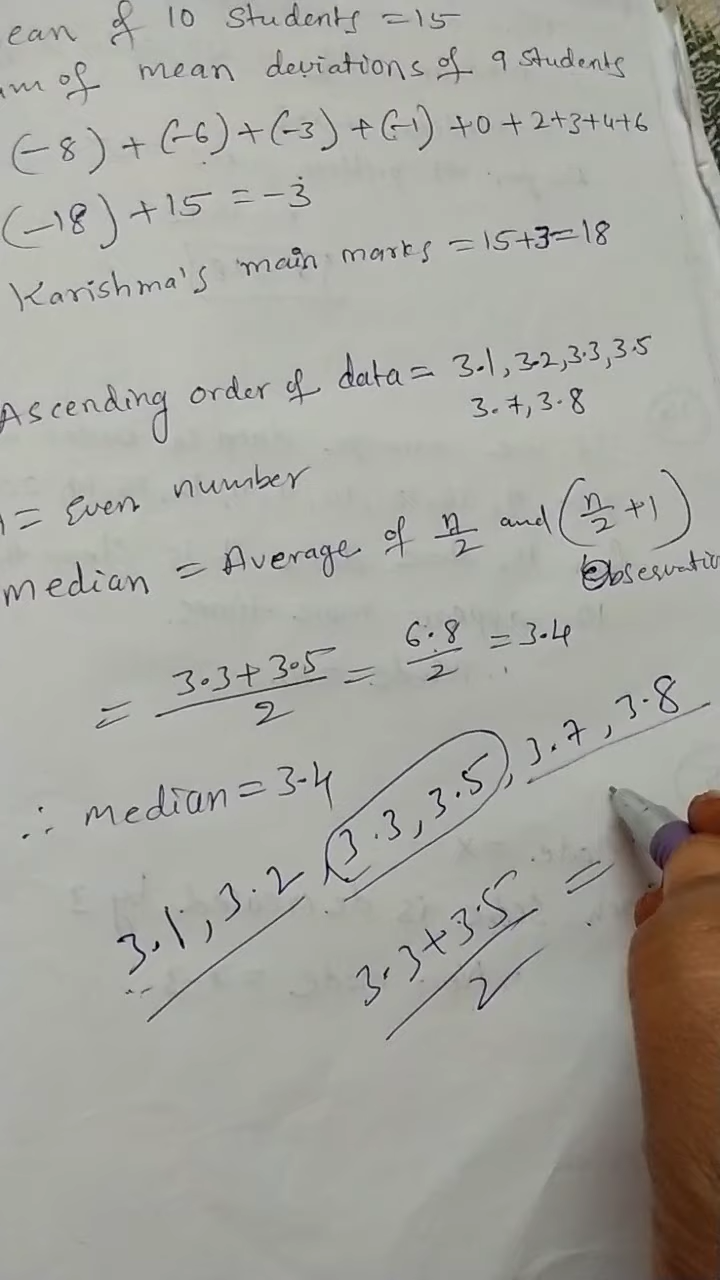 ean of 10 students = 15
um of mean deviations of 9 students
(-8) + (-6) + (-3) + (-1) + 0 + 2 + 3 + 4 + 6
(-18) + 15 = -3
Karishma's main marks = 15+3=18
Ascending order of data = 3.1, 3.2, 3.3, 3.5
3.7, 3.8
= Even number
median = Average of n/2 and (n/2 + 1)
Observatio
= 3.3+3.5/2 = 6.8/2 = 3.4
∴ median = 3.4
3.1, 3.2, 3.3, 3.5, 3.7, 3.8
3.3+3.5/2 =